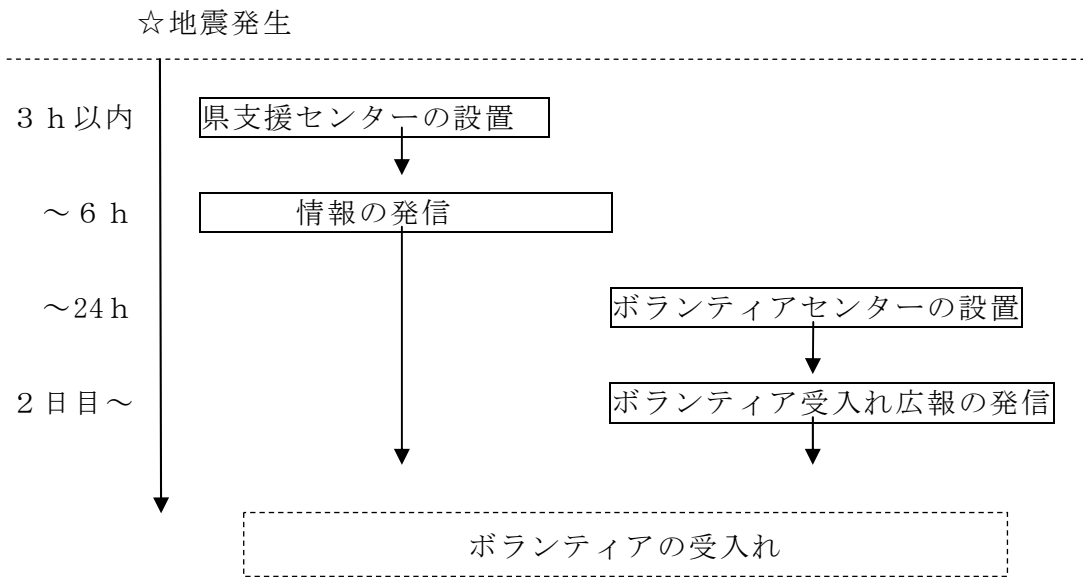 ☆地震発生
３ｈ以内 県支援センターの設置
～６ｈ 情報の発信
～24ｈ ボランティアセンターの設置
２日目～ ボランティア受入れ広報の発信
ボランティアの受入れ